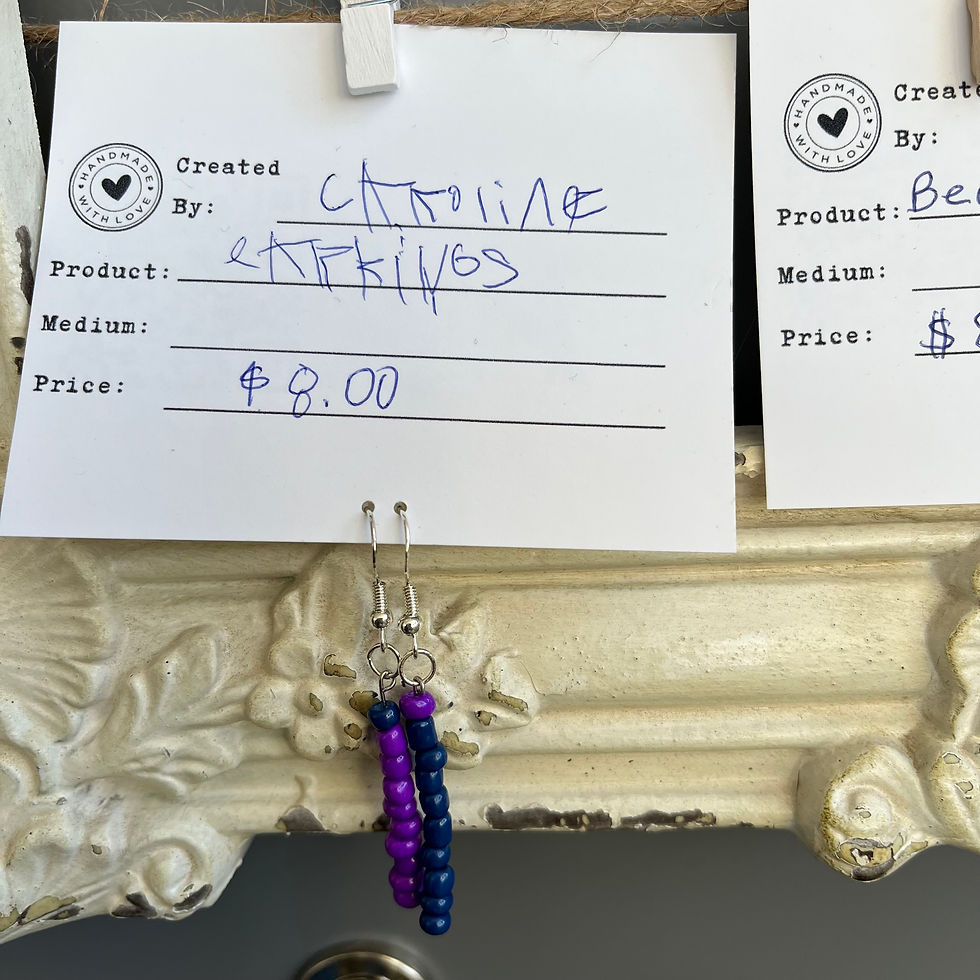 HANDMADE
WITH LOVE
Created
By: CAROLINE
Product: eARRiNGS
Medium:
Price: $ 8.00
HANDMADE
WITH LOVE
By:
Product:
Medium:
Price: $